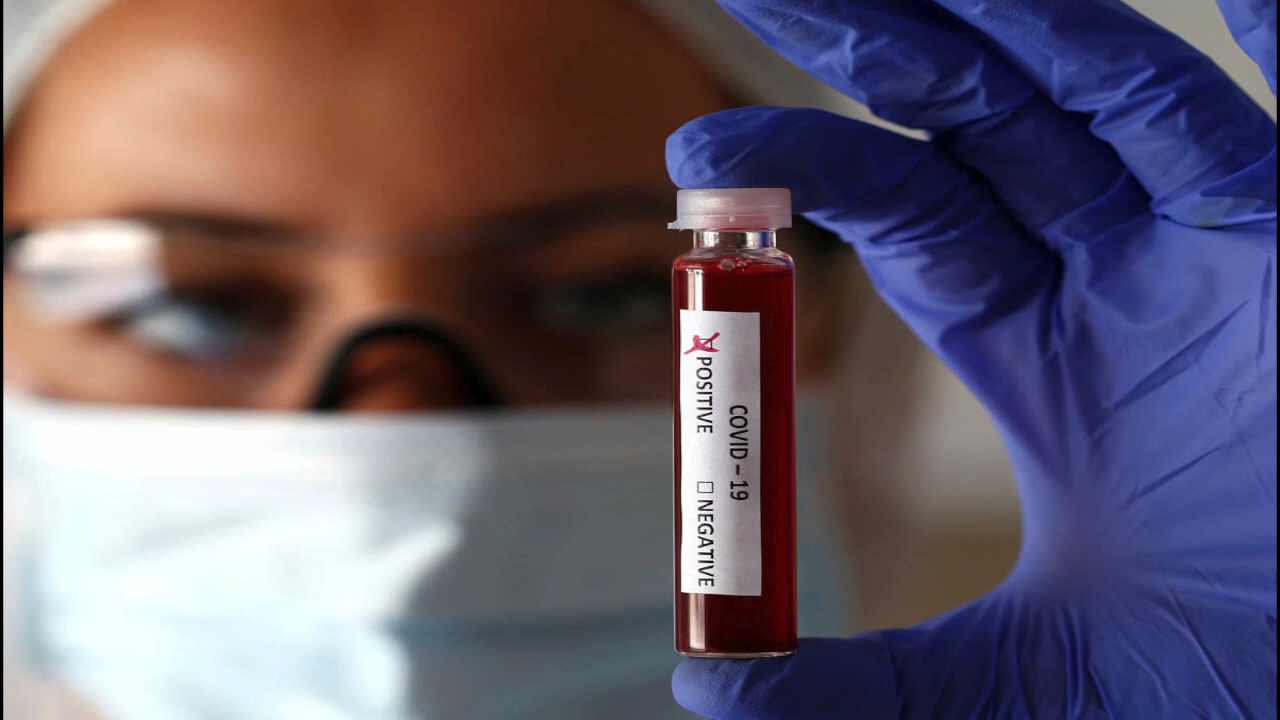 COVID – 19
☒ POSITIVE ☐ NEGATIVE